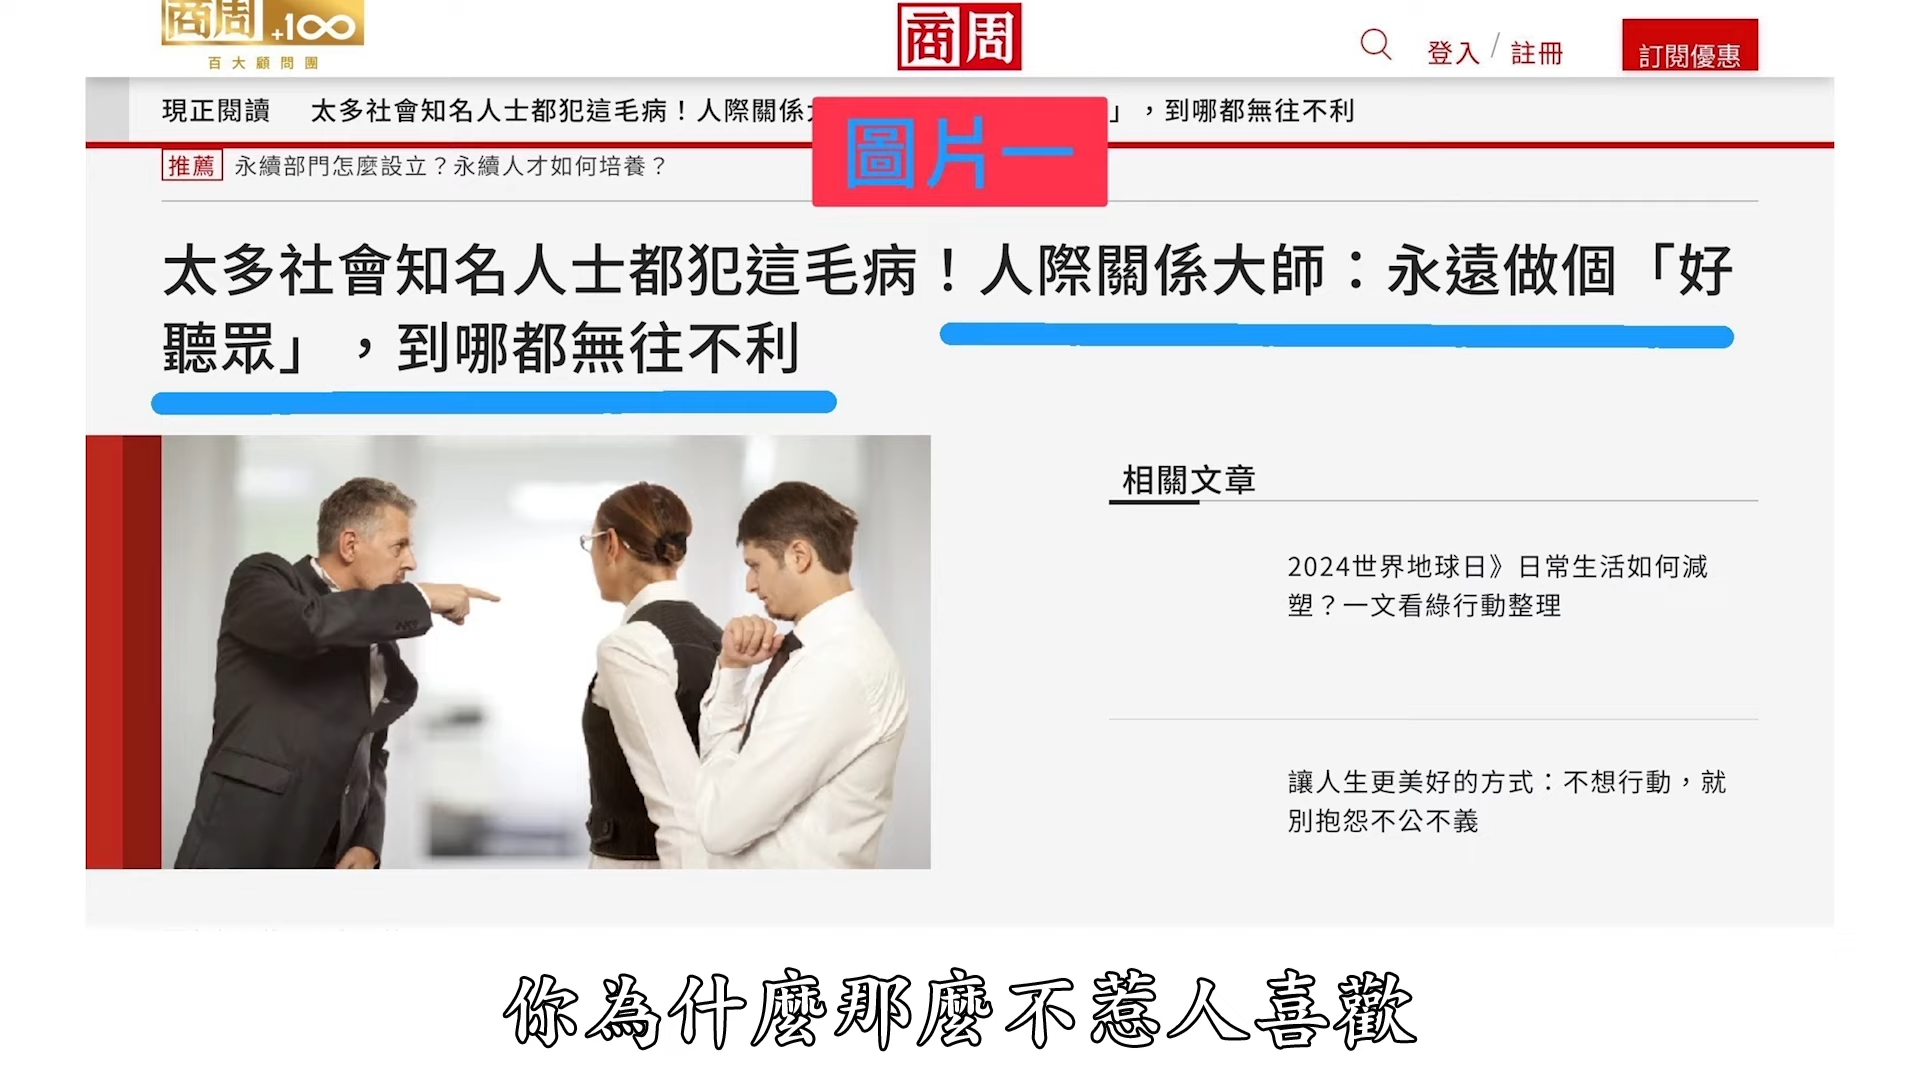 商周 +100
百大顧問團
商周
登入 / 註冊
訂閱優惠
現正閱讀 太多社會知名人士都犯這毛病！人際關係
」，到哪都無往不利
圖片一
推薦 永續部門怎麼設立？永續人才如何培養？
太多社會知名人士都犯這毛病！人際關係大師：永遠做個「好
聽眾」，到哪都無往不利
相關文章
2024世界地球日》日常生活如何減
塑？一文看綠行動整理
讓人生更美好的方式：不想行動，就
別抱怨不公不義
你為什麼那麼不惹人喜歡